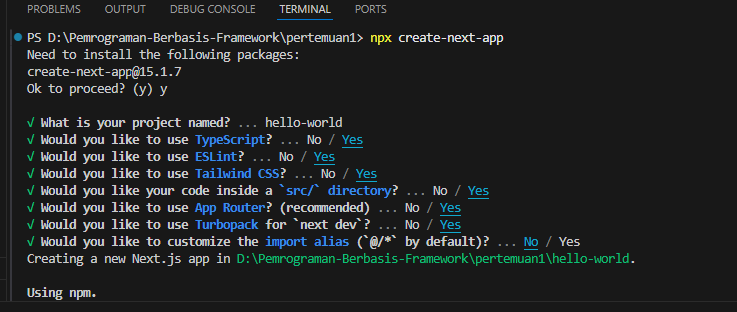 PROBLEMS OUTPUT DEBUG CONSOLE TERMINAL PORTS
PS D:\Pemrograman-Berbasis-Framework\pertemuan1> npx create-next-app
Need to install the following packages:
create-next-app@15.1.7
Ok to proceed? (y) y
√ What is your project named? ... hello-world
√ Would you like to use TypeScript? ... No / Yes
√ Would you like to use ESLint? ... No / Yes
√ Would you like to use Tailwind CSS? ... No / Yes
√ Would you like your code inside a `src/` directory? ... No / Yes
√ Would you like to use App Router? (recommended) ... No / Yes
√ Would you like to use Turbopack for `next dev`? ... No / Yes
√ Would you like to customize the import alias (`@/*` by default)? ... No / Yes
Creating a new Next.js app in D:\Pemrograman-Berbasis-Framework\pertemuan1\hello-world.
Using npm.